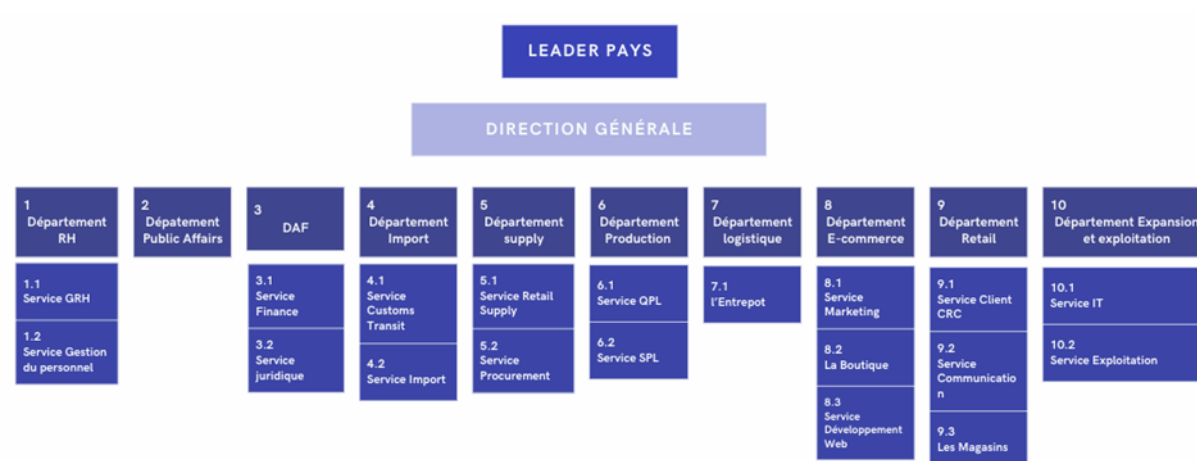 LEADER PAYS
DIRECTION GÉNÉRALE
1
Département
RH
2
Dépatement
Public Affairs
3
DAF
4
Département
Import
5
Département
supply
6
Département
Production
7
Département
logistique
8
Département
E-commerce
9
Département
Retail
10
Département Expansion
et exploitation
1.1
Service GRH
1.2
Service Gestion
du personnel
3.1
Service
Finance
3.2
Service
juridique
4.1
Service
Customs
Transit
4.2
Service Import
5.1
Service Retail
Supply
5.2
Service
Procurement
6.1
Service QPL
6.2
Service SPL
7.1
l'Entrepot
8.1
Service
Marketing
8.2
La Boutique
8.3
Service
Développement
Web
9.1
Service Client
CRC
9.2
Service
Communicatio
n
9.3
Les Magasins
10.1
Service IT
10.2
Service Exploitation